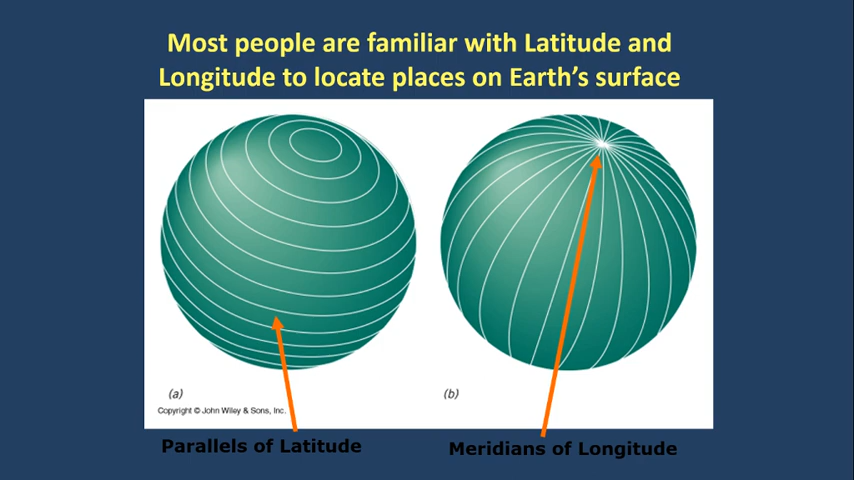 Most people are familiar with Latitude and
Longitude to locate places on Earth's surface
(a)
(b)
Copyright © John Wiley & Sons, Inc.
Parallels of Latitude
Meridians of Longitude